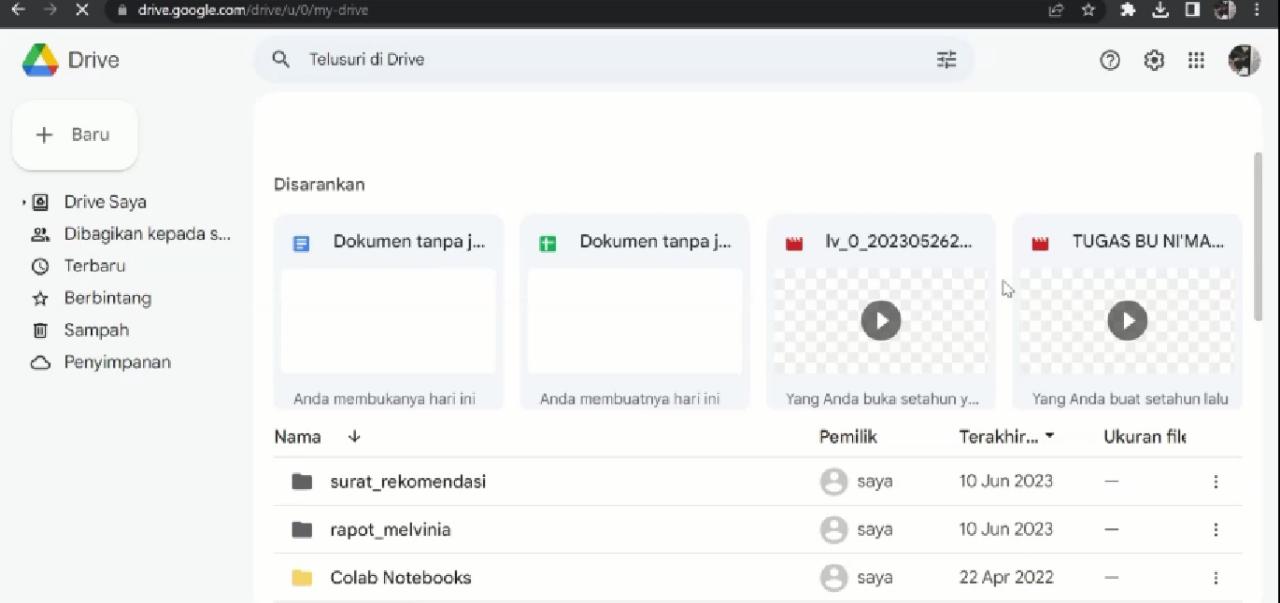 drive.google.com/drive/u/0/my-drive
Drive
Telusuri di Drive
Baru
Drive Saya
Dibagikan kepada s...
Terbaru
Berbintang
Sampah
Penyimpanan
Disarankan
Dokumen tanpa j...
Dokumen tanpa j...
lv_0_202305262...
TUGAS BU NI'MA...
Anda membukanya hari ini
Anda membuatnya hari ini
Yang Anda buka setahun y...
Yang Anda buat setahun lalu
Nama Pemilik Terakhir... Ukuran file
surat_rekomendasi saya 10 Jun 2023 —
rapot_melvinia saya 10 Jun 2023 —
Colab Notebooks saya 22 Apr 2022 —